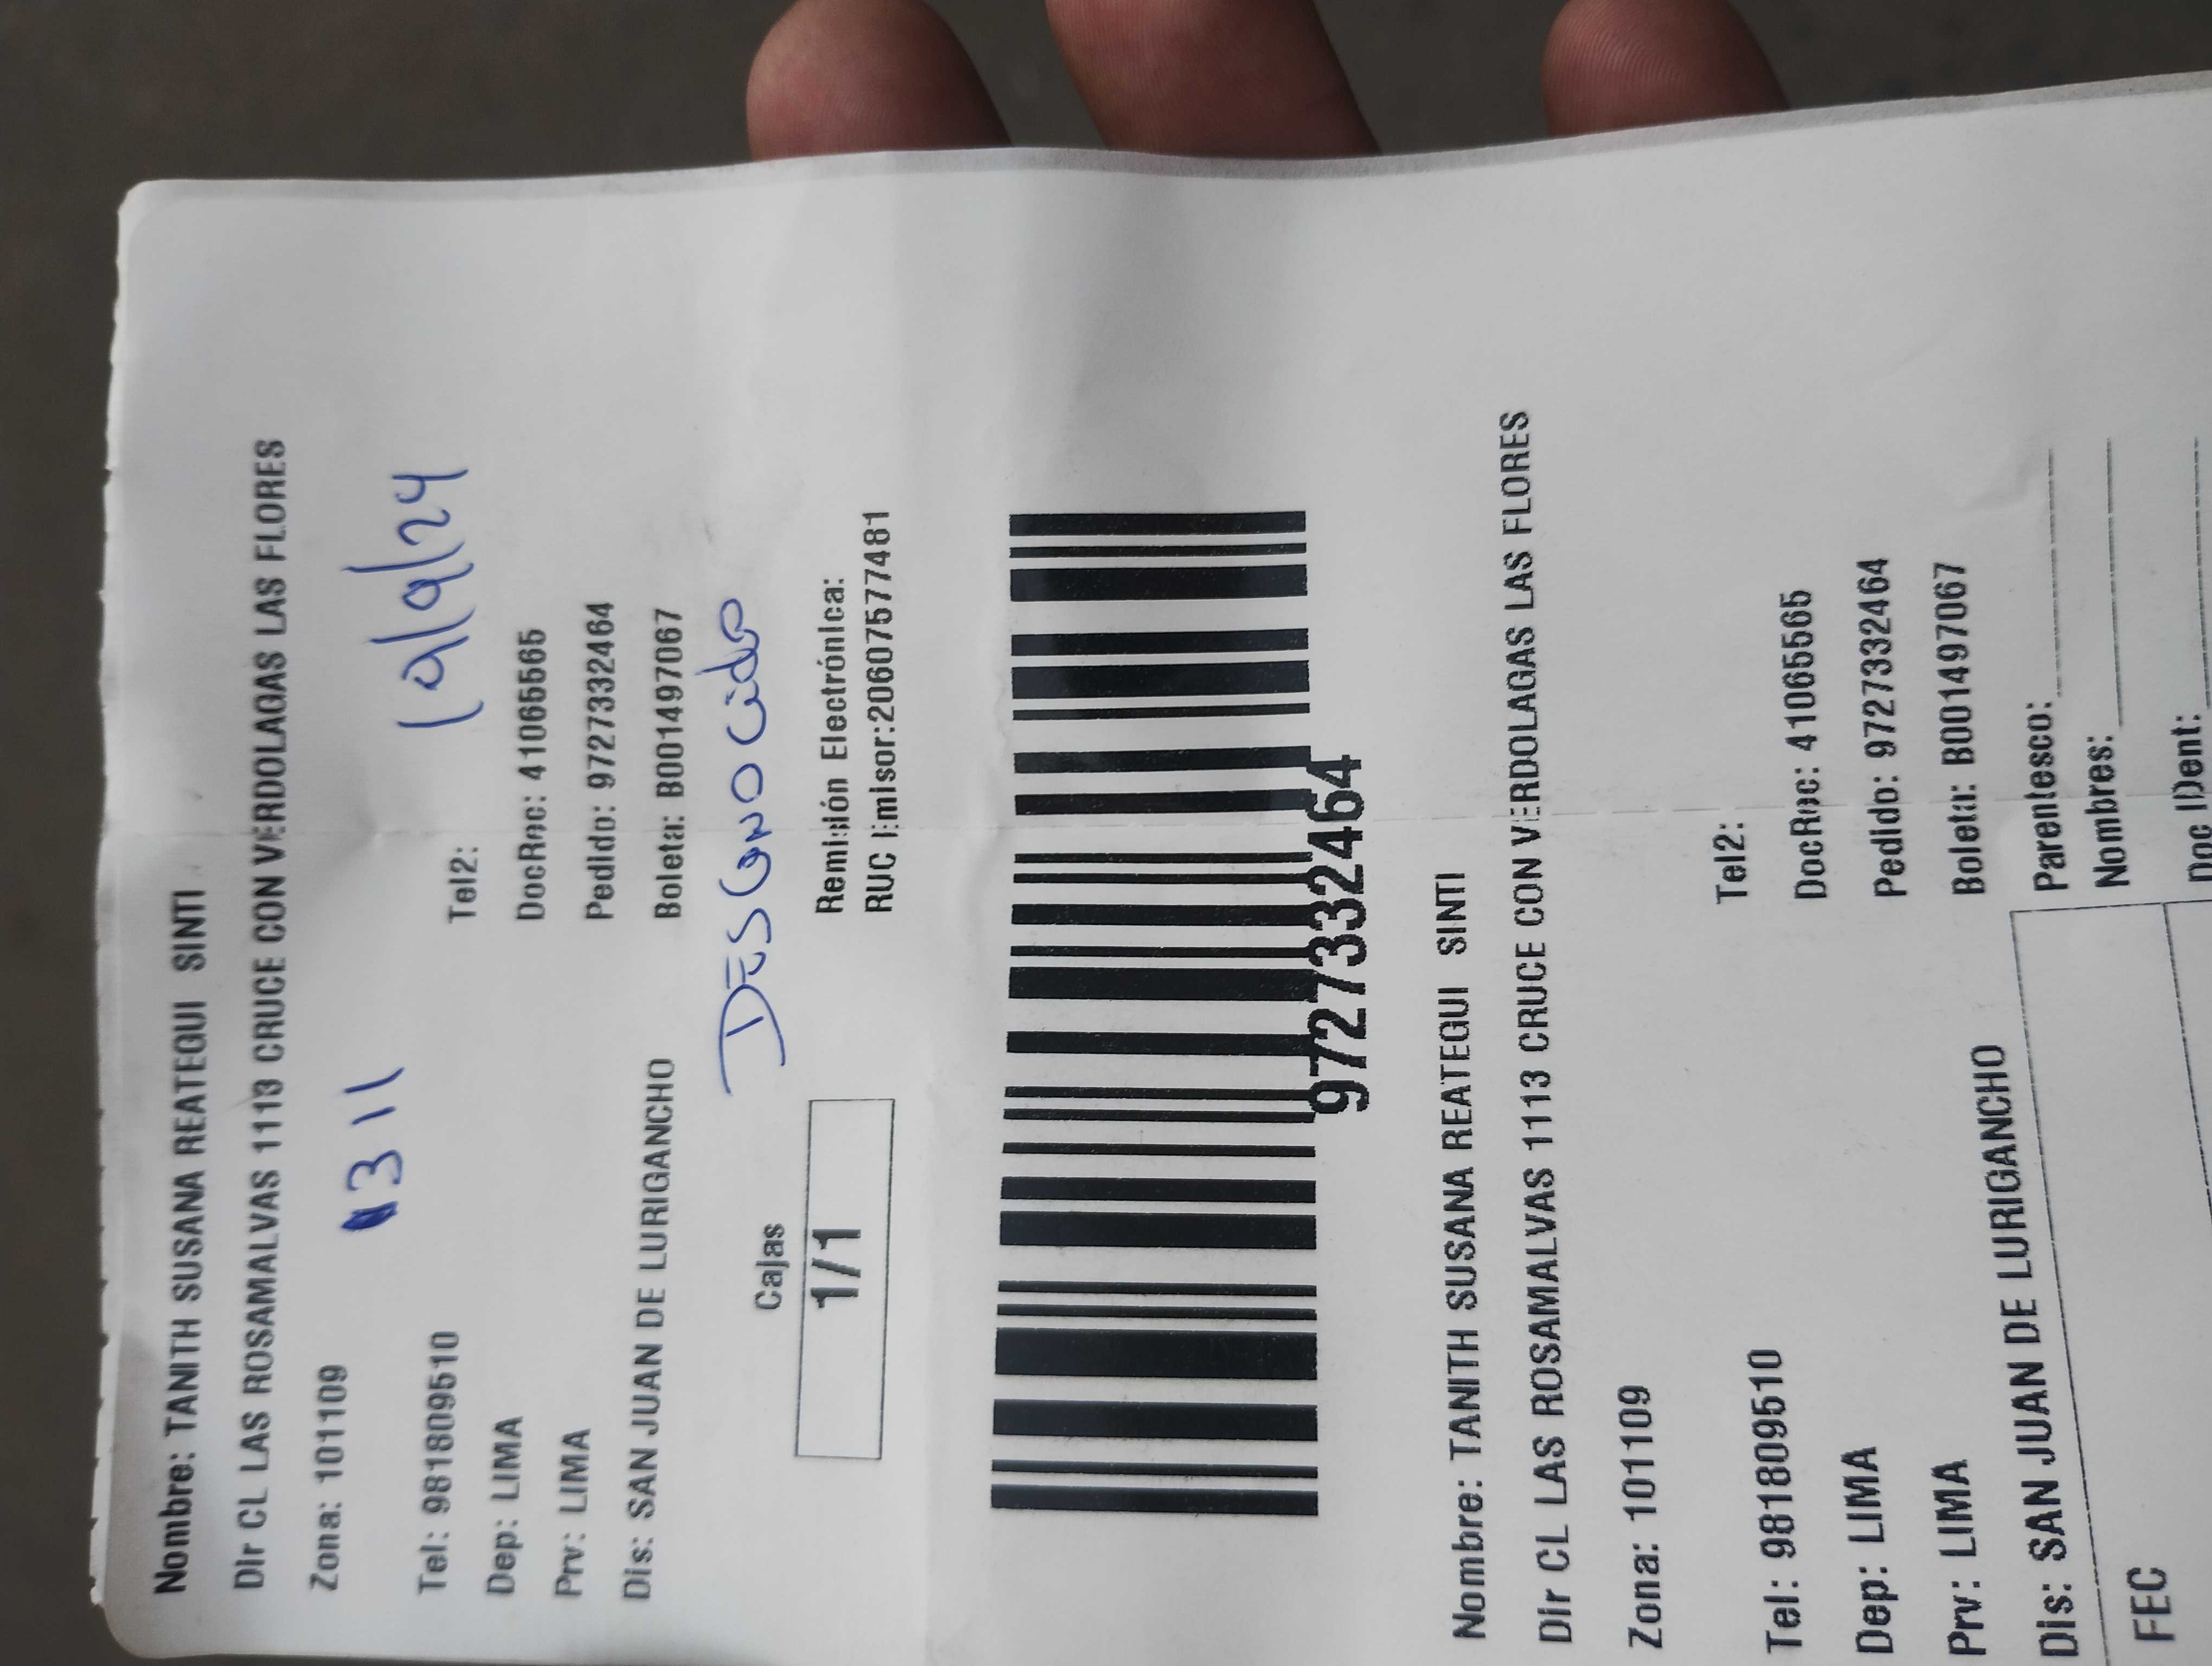 Nombre: TANITH SUSANA REATEGUI SINTI
Dir CL LAS ROSAMALVAS 1113 CRUCE CON VERDOLAGAS LAS FLORES
Zona: 101109
311
19/9/24
Tel: 981809510 Tel2:
Dep: LIMA DocRec: 41065565
Prv: LIMA Pedido: 9727332464
Dis: SAN JUAN DE LURIGANCHO Boleta: B001497067
DESCONOCIDO
Cajas
1/1
Remisión Electrónica:
RUC Emisor:20607577481
9727332464
Nombre: TANITH SUSANA REATEGUI SINTI
Dir CL LAS ROSAMALVAS 1113 CRUCE CON VERDOLAGAS LAS FLORES
Zona: 101109
Tel: 981809510 Tel2:
Dep: LIMA DocRec: 41065565
Prv: LIMA Pedido: 9727332464
Dis: SAN JUAN DE LURIGANCHO Boleta: B001497067
Parentesco:
Nombres:
FEC Doc IDent: